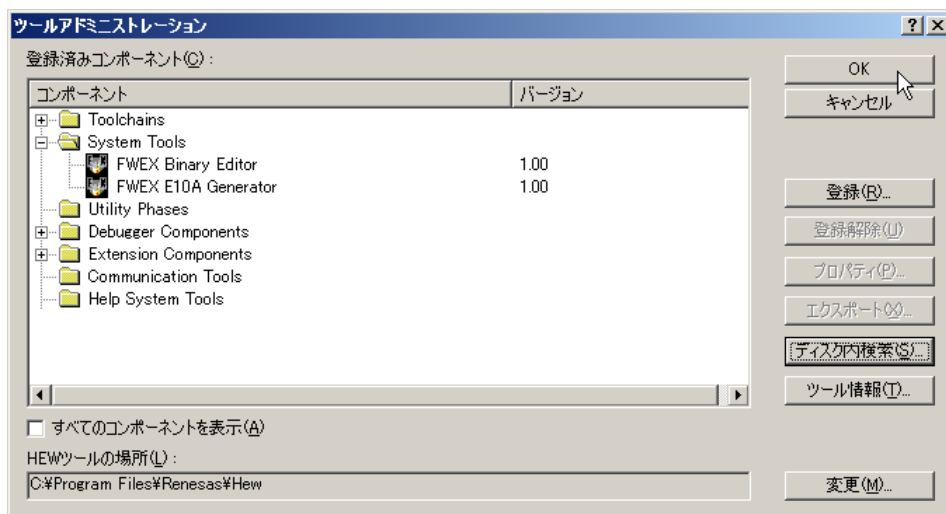 ツールアドミニストレーション
登録済みコンポーネント(C):
コンポーネント バージョン
Toolchains
System Tools
FWEX Binary Editor 1.00
FWEX E10A Generator 1.00
Utility Phases
Debugger Components
Extension Components
Communication Tools
Help System Tools
すべてのコンポーネントを表示(A)
HEWツールの場所(L):
C:¥Program Files¥Renesas¥Hew
OK
キャンセル
登録(R)...
登録解除(U)
プロパティ(P)...
エクスポート(X)...
ディスク内検索(S)...
ツール情報(T)...
変更(M)...